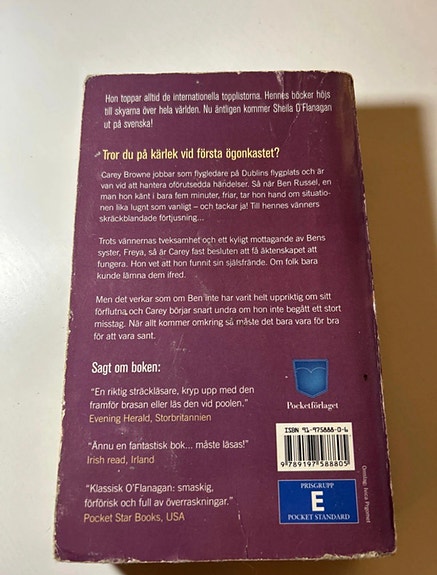 Hon toppar alltid de internationella topplistorna. Hennes böcker höjs
till skyarna över hela världen. Nu äntligen kommer Sheila O'Flanagan
ut på svenska!
Tror du på kärlek vid första ögonkastet?
Carey Browne jobbar som flygledare på Dublins flygplats och är
van vid att hantera oförutsedda händelser. Så när Ben Russel, en
man hon känt i bara fem minuter, friar, tar hon hand om situatio-
nen lika lugnt som vanligt – och tackar ja! Till hennes vänners
skräckblandade förtjusning...
Trots vännernas tveksamhet och ett kyligt mottagande av Bens
syster, Freya, så är Carey fast besluten att få äktenskapet att
fungera. Hon vet att hon funnit sin själsfrände. Om folk bara
kunde lämna dem ifred.
Men det verkar som om Ben inte har varit helt uppriktig om sitt
förflutna och Carey börjar snart undra om hon inte begått ett stort
misstag. När allt kommer omkring så måste det bara vara för bra
för att vara sant.
Sagt om boken:
"En riktig sträckläsare, kryp upp med den
framför brasan eller läs den vid poolen."
Evening Herald, Storbritannien
"Ännu en fantastisk bok... måste läsas!"
Irish read, Irland
"Klassisk O'Flanagan: smaskig,
förförisk och full av överraskningar."
Pocket Star Books, USA
Pocketförlaget
ISBN 91-975888-0-6
9 789197 588805
PRISGRUPP
E
POCKET STANDARD